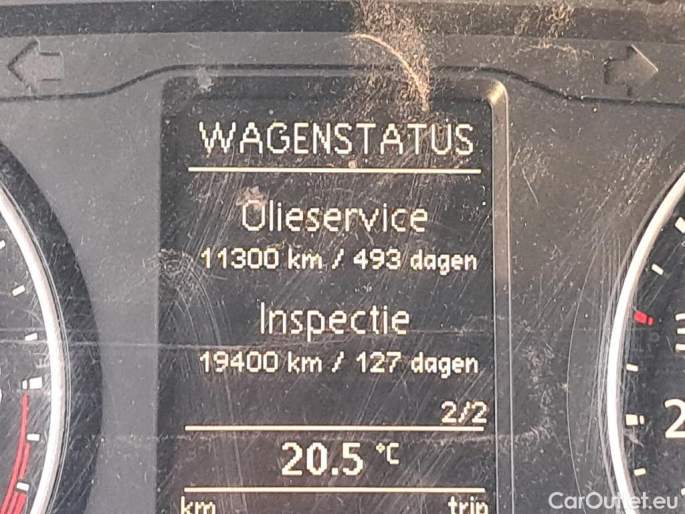 WAGENSTATUS
Olieservice
11300 km / 493 dagen
Inspectie
19400 km / 127 dagen
2/2
20.5 °C
km trip
CarOutlet.eu